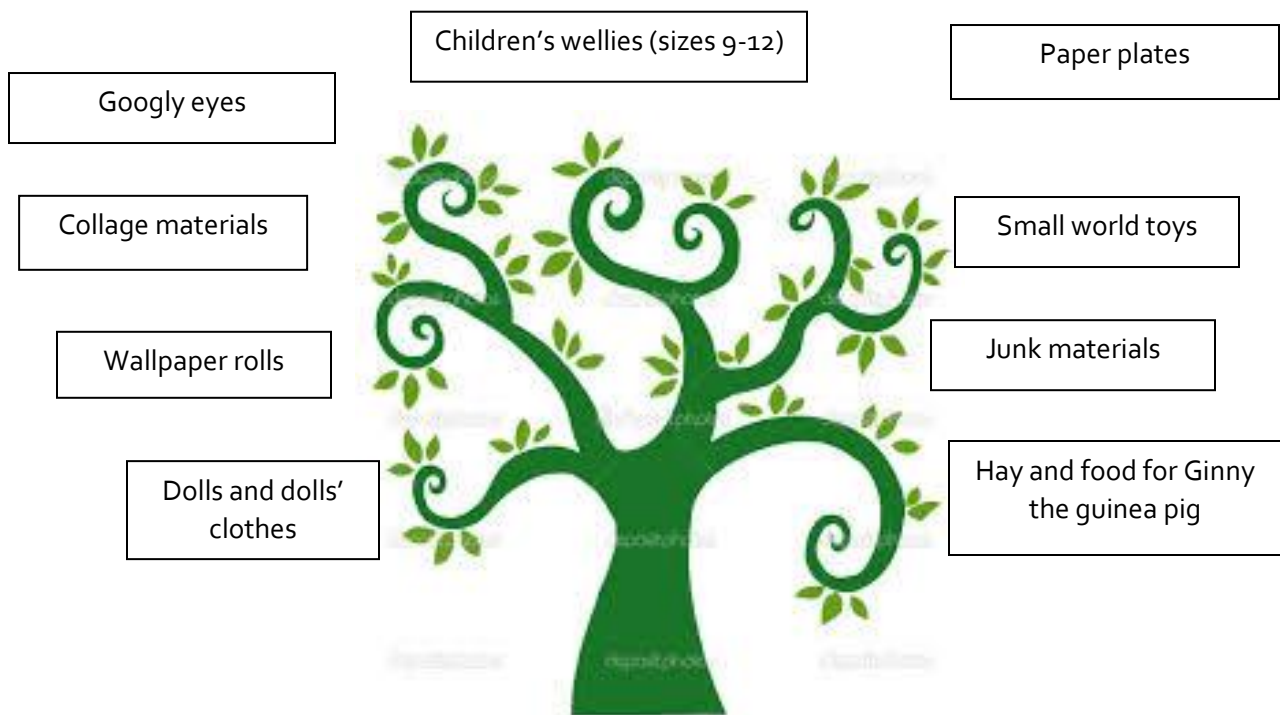 Children's wellies (sizes 9-12)
Paper plates
Googly eyes
Collage materials
Small world toys
Wallpaper rolls
Junk materials
Dolls and dolls'
clothes
Hay and food for Ginny
the guinea pig
depositphotos